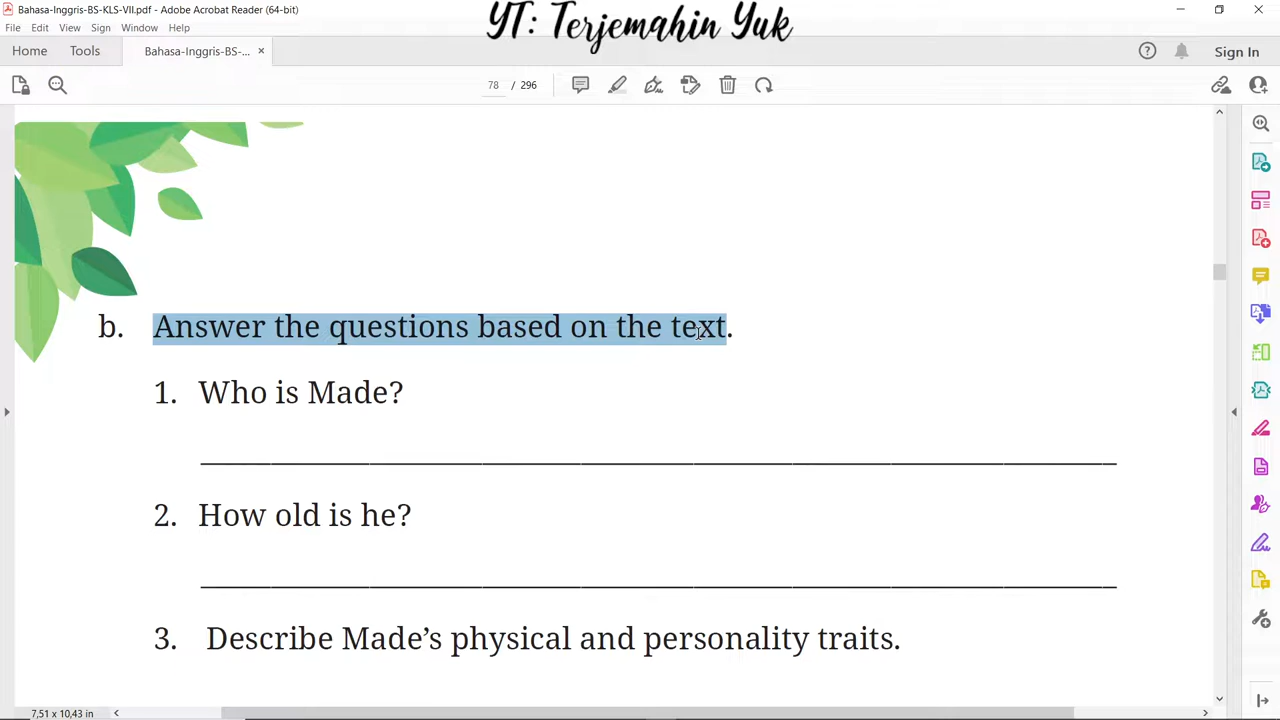 Bahasa-Inggris-BS-KLS-VII.pdf - Adobe Acrobat Reader (64-bit)
YT: Terjemahin Yuk
File Edit View Sign Window Help
Home Tools Bahasa-Inggris-BS-... × Sign In
78 / 296
b. Answer the questions based on the text.
1. Who is Made?
2. How old is he?
3. Describe Made’s physical and personality traits.
7,51 x 10,43 in